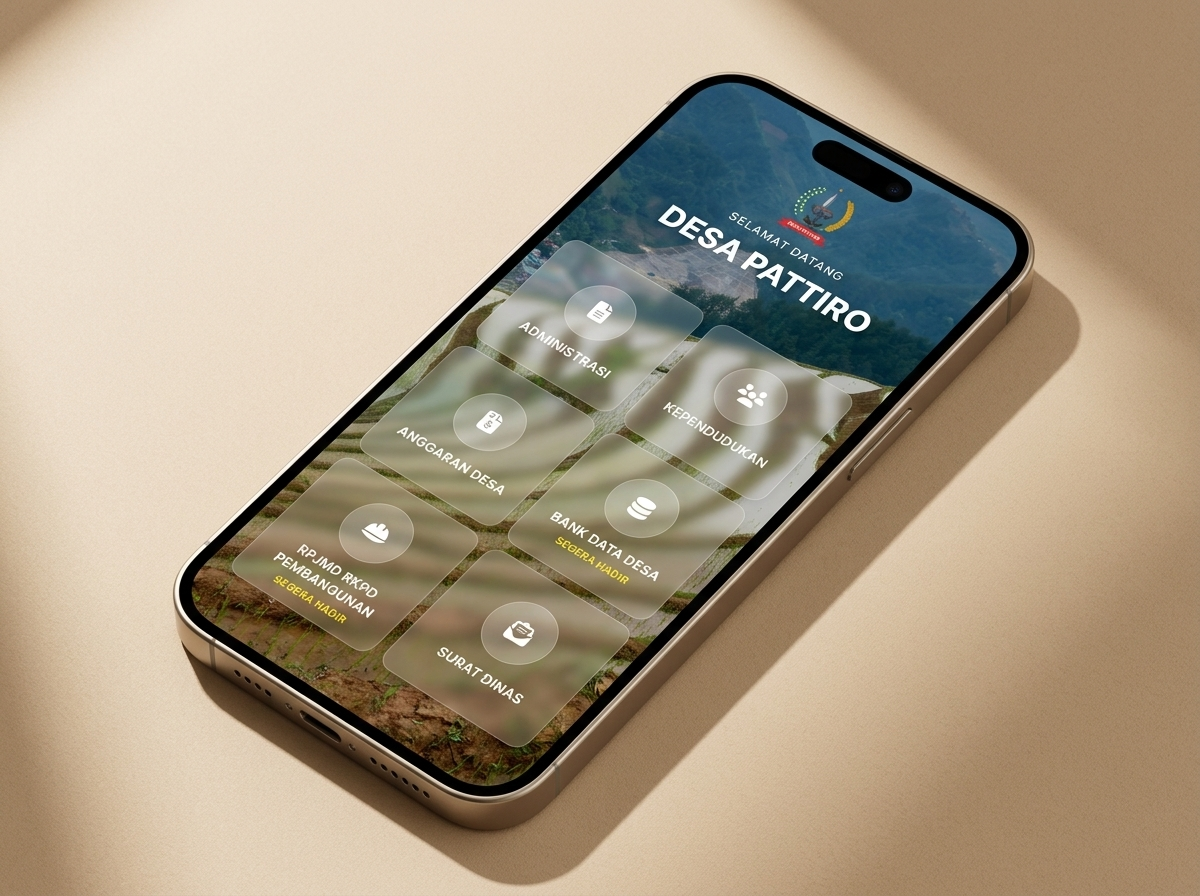 SELAMAT DATANG
DESA PATTIRO
ADMINISTRASI
KEPENDUDUKAN
ANGGARAN DESA
BANK DATA DESA
SEGERA HADIR
RPJMD RKPD
PEMBANGUNAN
SEGERA HADIR
SURAT DINAS